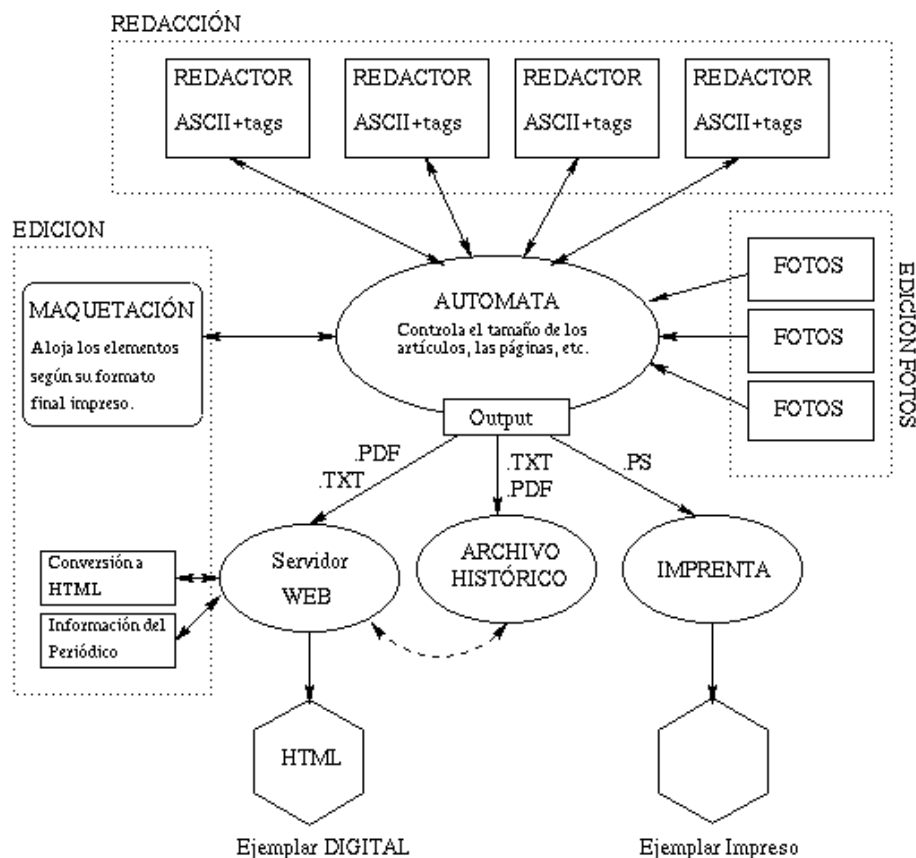 REDACCIÓN
REDACTOR
ASCII+tags
REDACTOR
ASCII+tags
REDACTOR
ASCII+tags
REDACTOR
ASCII+tags
EDICION
MAQUETACIÓN
Aloja los elementos
según su formato
final impreso.
AUTOMATA
Controla el tamaño de los
artículos, las páginas, etc.
Output
FOTOS
FOTOS
FOTOS
EDICION FOTOS
.PDF
.TXT
.TXT
.PDF
.PS
Conversión a
HTML
Información del
Periódico
Servidor
WEB
ARCHIVO
HISTÓRICO
IMPRENTA
HTML
Ejemplar DIGITAL
Ejemplar Impreso